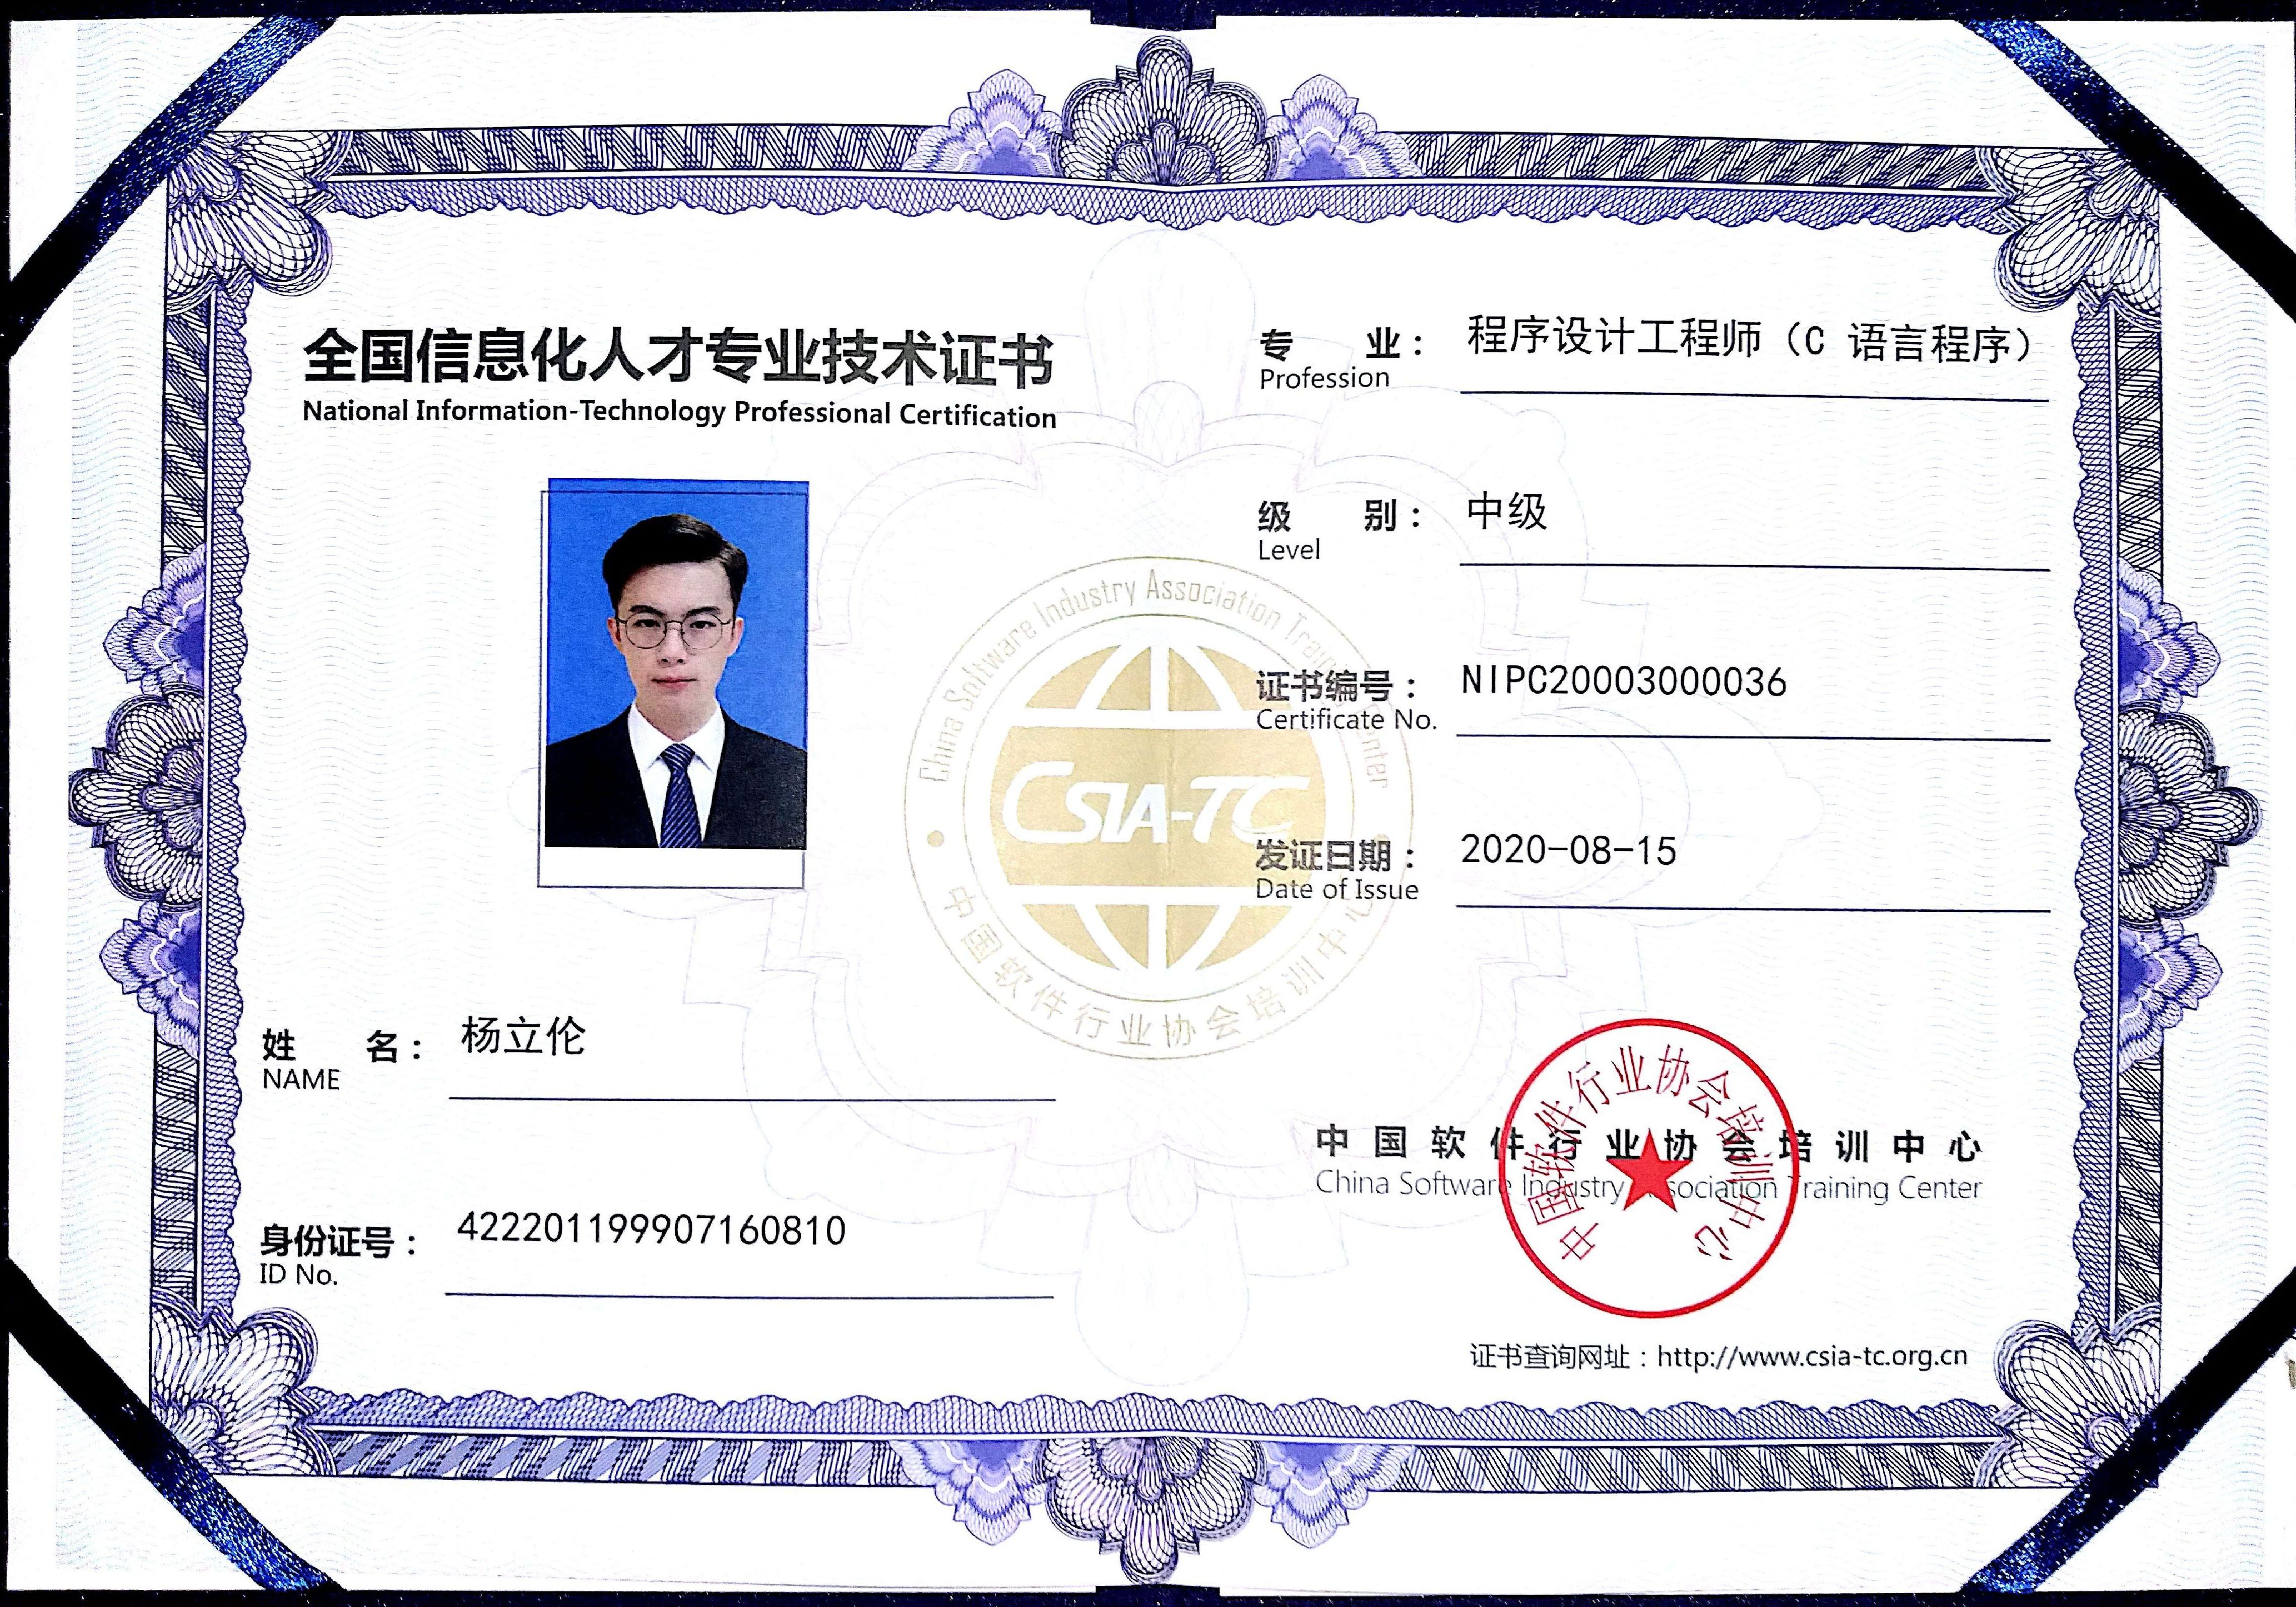 全国信息化人才专业技术证书
National Information-Technology Professional Certification
姓 名：杨立伦
NAME
身份证号：422201199907160810
ID No.
专 业：程序设计工程师（C 语言程序）
Profession
级 别：中级
Level
证书编号：NIPC20003000036
Certificate No.
发证日期：2020-08-15
Date of Issue
China Software Industry Association Training Center
CSIA-TC
中国软件行业协会培训中心
中国软件行业协会培训中心
China Software Industry Association Training Center
中国软件行业协会培训中心
证书查询网址：http://www.csia-tc.org.cn